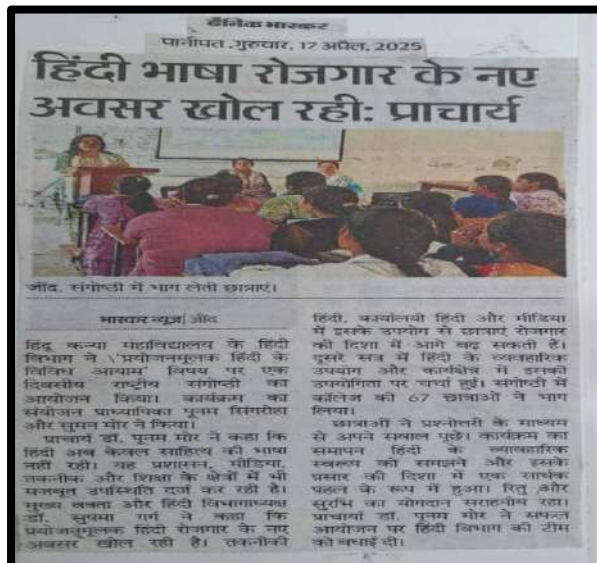 दैनिक भास्कर
पानीपत, गुरुवार, 17 अप्रैल, 2025
हिंदी भाषा रोजगार के नए
अवसर खोल रही: प्राचार्य
जींद. संगोष्ठी में भाग लेती छात्राएं।
भास्कर न्यूज | जींद
हिंदू कन्या महाविद्यालय के हिंदी
विभाग ने \'प्रयोजनमूलक हिंदी के
विविध आयाम' विषय पर एक
दिवसीय राष्ट्रीय संगोष्ठी का
आयोजन किया। कार्यक्रम का
संयोजन प्राध्यापिका पूनम सिंगरोहा
और सुमन मोर ने किया।
प्राचार्य डॉ. पूनम मोर ने कहा कि
हिंदी अब केवल साहित्य की भाषा
नहीं रही। यह प्रशासन, मीडिया,
तकनीक और शिक्षा के क्षेत्रों में भी
मजबूत उपस्थिति दर्ज कर रही है।
मुख्य वक्ता और हिंदी विभागाध्यक्ष
डॉ. सुषमा गर्ग ने कहा कि
प्रयोजनमूलक हिंदी रोजगार के नए
अवसर खोल रही है। तकनीकी
हिंदी, कार्यालयी हिंदी और मीडिया
में इसके उपयोग से छात्राएं रोजगार
की दिशा में आगे बढ़ सकती हैं।
दूसरे सत्र में हिंदी के व्यवहारिक
उपयोग और कार्यक्षेत्र में इसकी
उपयोगिता पर चर्चा हुई। संगोष्ठी में
कॉलेज की 67 छात्राओं ने भाग
लिया।
छात्राओं ने प्रश्नोत्तरी के माध्यम
से अपने सवाल पूछे। कार्यक्रम का
समापन हिंदी के व्यावहारिक
स्वरूप को समझने और इसके
प्रसार की दिशा में एक सार्थक
पहल के रूप में हुआ। रितु और
सुरभि का योगदान सराहनीय रहा।
प्राचार्या डॉ. पूनम मोर ने सफल
आयोजन पर हिंदी विभाग की टीम
को बधाई दी।